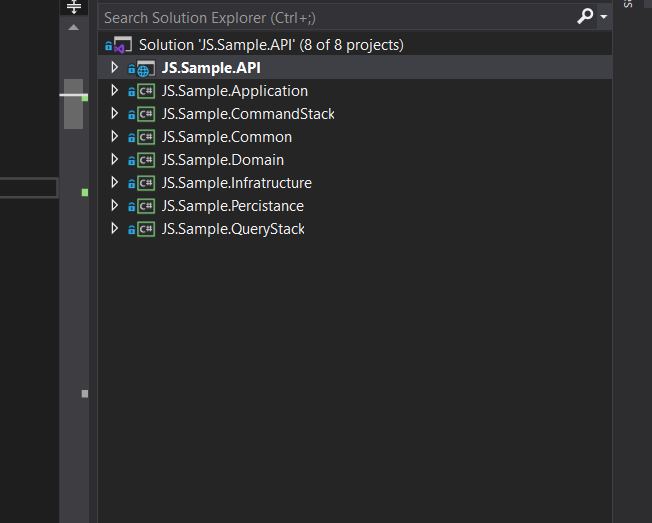 Search Solution Explorer (Ctrl+;)
Solution 'JS.Sample.API' (8 of 8 projects)
JS.Sample.API
C# JS.Sample.Application
C# JS.Sample.CommandStack
C# JS.Sample.Common
C# JS.Sample.Domain
C# JS.Sample.Infratructure
C# JS.Sample.Percistance
C# JS.Sample.QueryStack